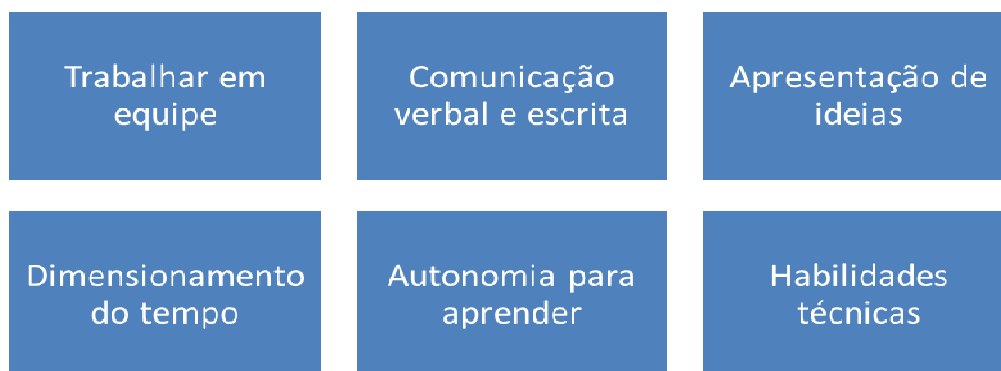 Trabalhar em
equipe
Comunicação
verbal e escrita
Apresentação de
ideias
Dimensionamento
do tempo
Autonomia para
aprender
Habilidades
técnicas